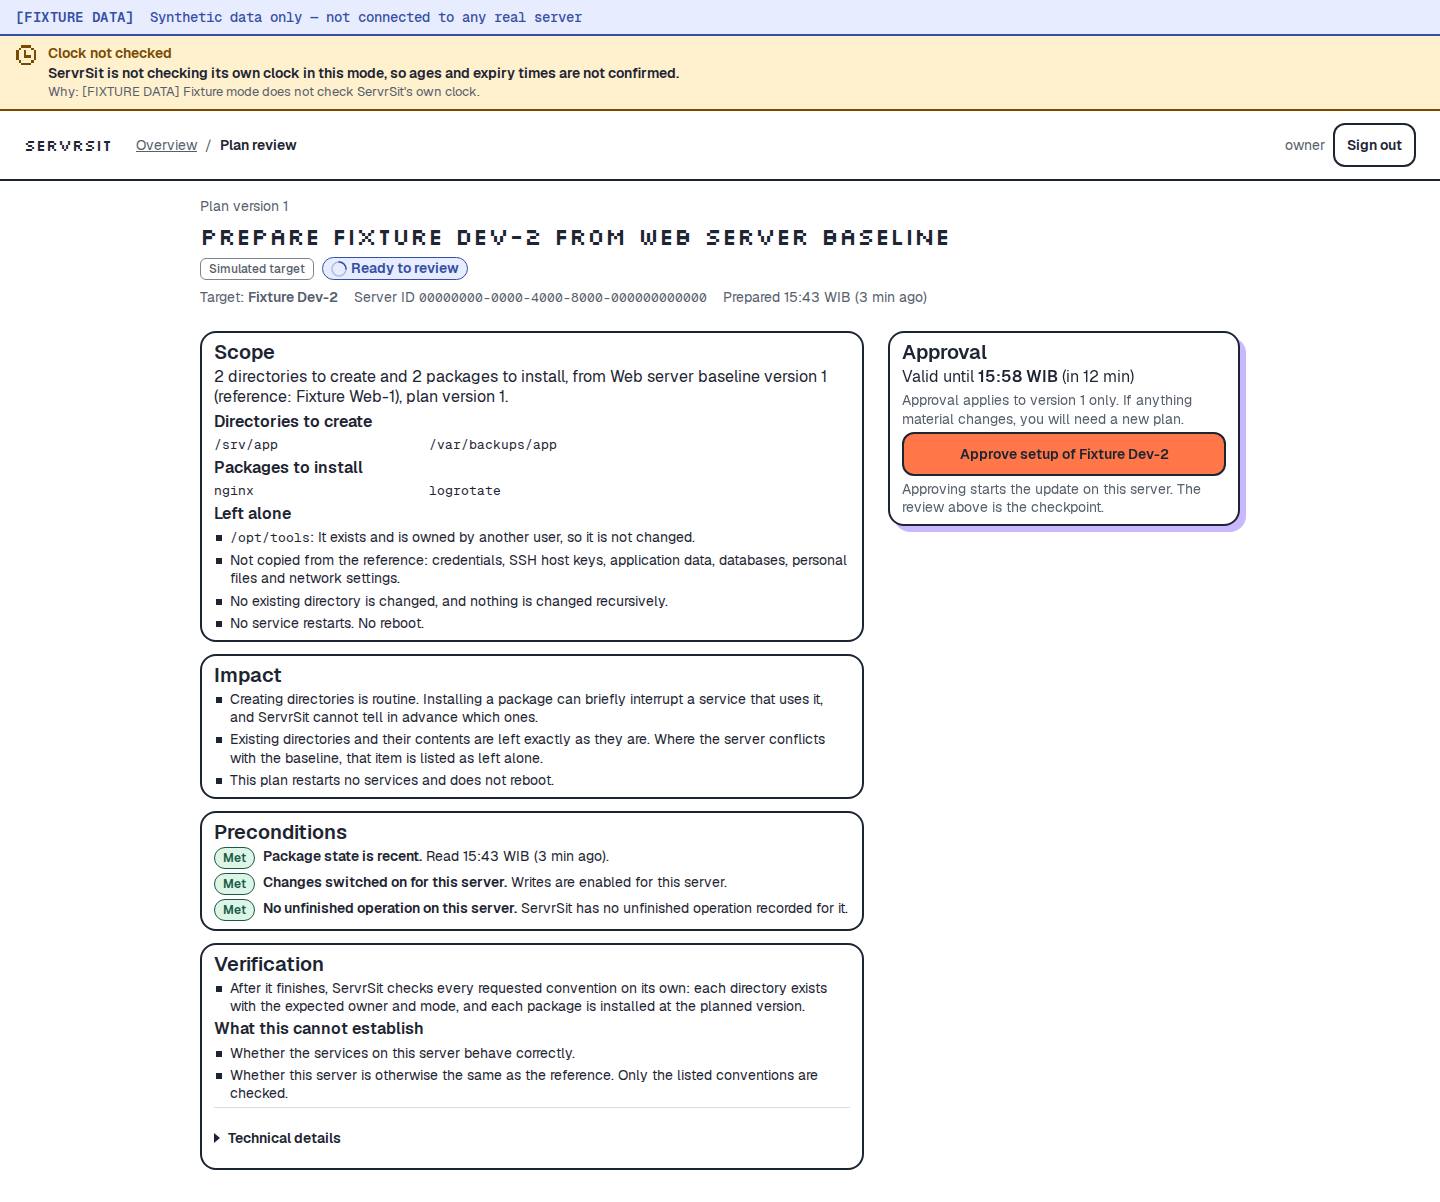 [FIXTURE DATA] Synthetic data only — not connected to any real server
Clock not checked
ServrSit is not checking its own clock in this mode, so ages and expiry times are not confirmed.
Why: [FIXTURE DATA] Fixture mode does not check ServrSit's own clock.
SERVRSIT
Overview / Plan review
owner
Sign out
Plan version 1
PREPARE FIXTURE DEV-2 FROM WEB SERVER BASELINE
Simulated target
Ready to review
Target: Fixture Dev-2 Server ID 00000000-0000-4000-8000-000000000000 Prepared 15:43 WIB (3 min ago)
Scope
2 directories to create and 2 packages to install, from Web server baseline version 1
(reference: Fixture Web-1), plan version 1.
Directories to create
/srv/app /var/backups/app
Packages to install
nginx logrotate
Left alone
/opt/tools: It exists and is owned by another user, so it is not changed.
Not copied from the reference: credentials, SSH host keys, application data, databases, personal
files and network settings.
No existing directory is changed, and nothing is changed recursively.
No service restarts. No reboot.
Impact
Creating directories is routine. Installing a package can briefly interrupt a service that uses it,
and ServrSit cannot tell in advance which ones.
Existing directories and their contents are left exactly as they are. Where the server conflicts
with the baseline, that item is listed as left alone.
This plan restarts no services and does not reboot.
Preconditions
Met Package state is recent. Read 15:43 WIB (3 min ago).
Met Changes switched on for this server. Writes are enabled for this server.
Met No unfinished operation on this server. ServrSit has no unfinished operation recorded for it.
Verification
After it finishes, ServrSit checks every requested convention on its own: each directory exists
with the expected owner and mode, and each package is installed at the planned version.
What this cannot establish
Whether the services on this server behave correctly.
Whether this server is otherwise the same as the reference. Only the listed conventions are
checked.
Technical details
Approval
Valid until 15:58 WIB (in 12 min)
Approval applies to version 1 only. If anything
material changes, you will need a new plan.
Approve setup of Fixture Dev-2
Approving starts the update on this server. The
review above is the checkpoint.